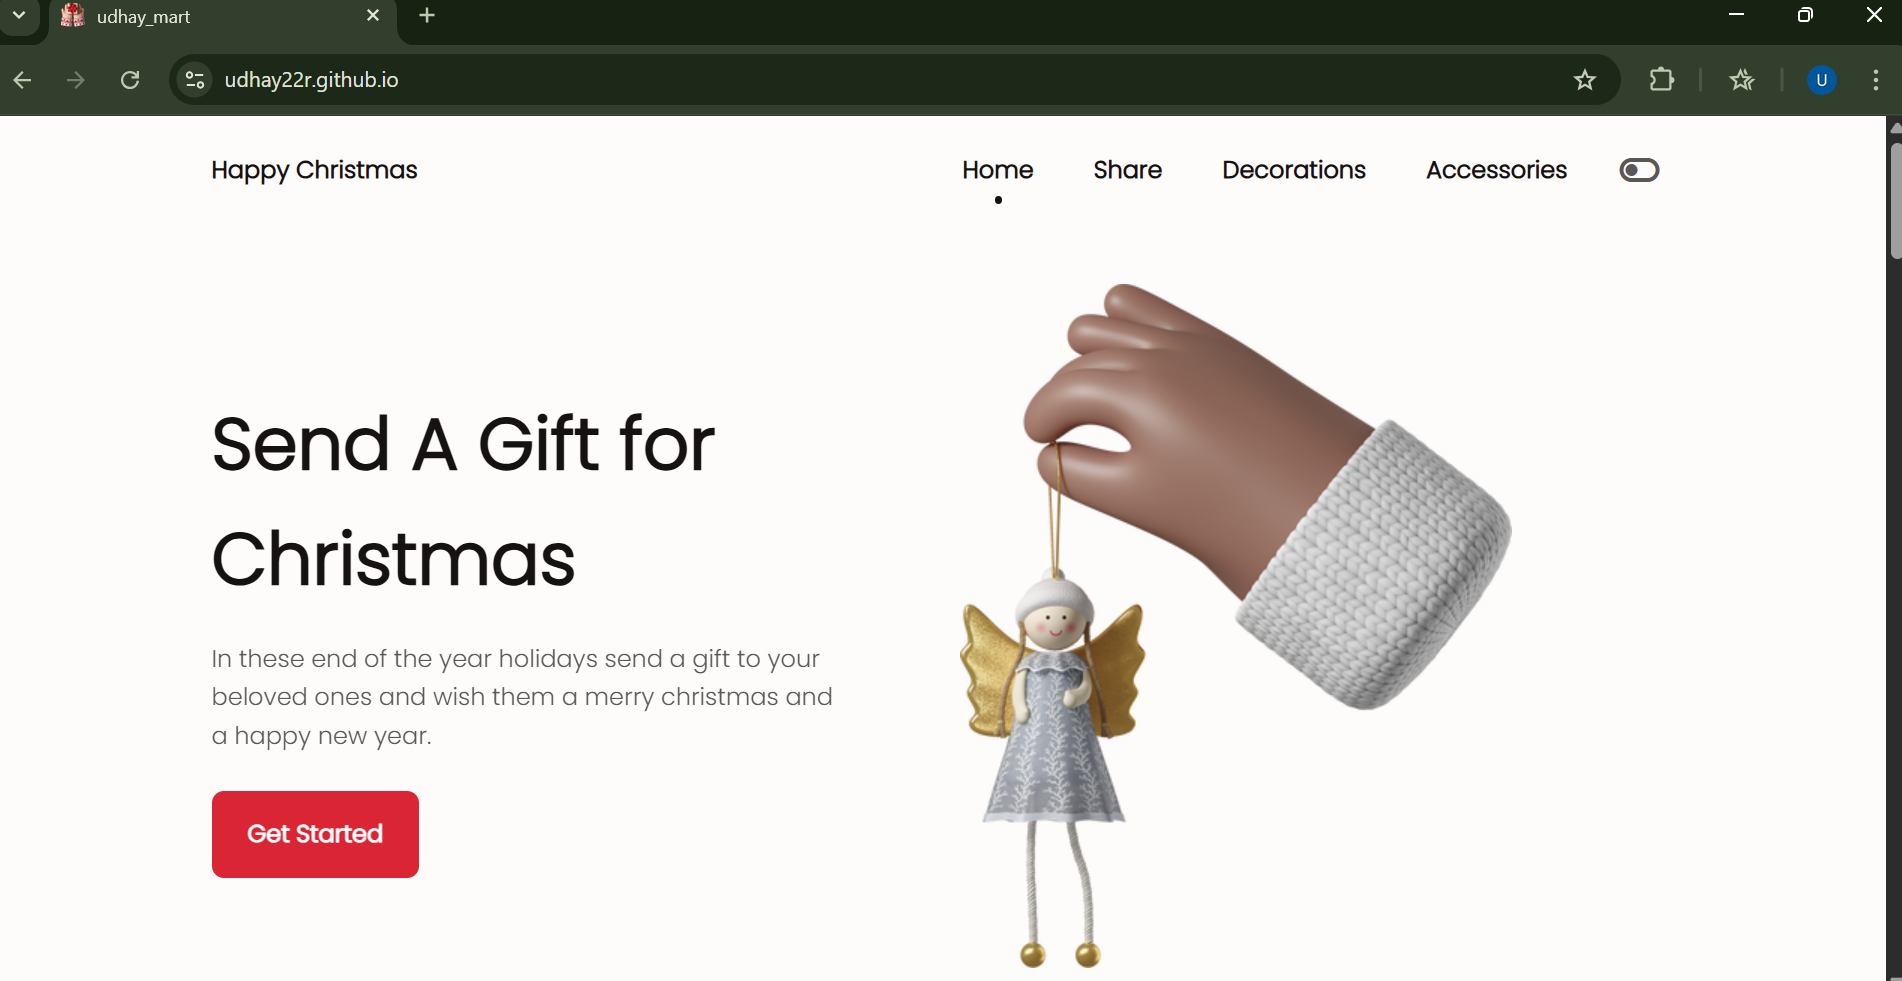 udhay_mart
udhay22r.github.io
U
Happy Christmas
Home
Share
Decorations
Accessories
Send A Gift for
Christmas
In these end of the year holidays send a gift to your
beloved ones and wish them a merry christmas and
a happy new year.
Get Started